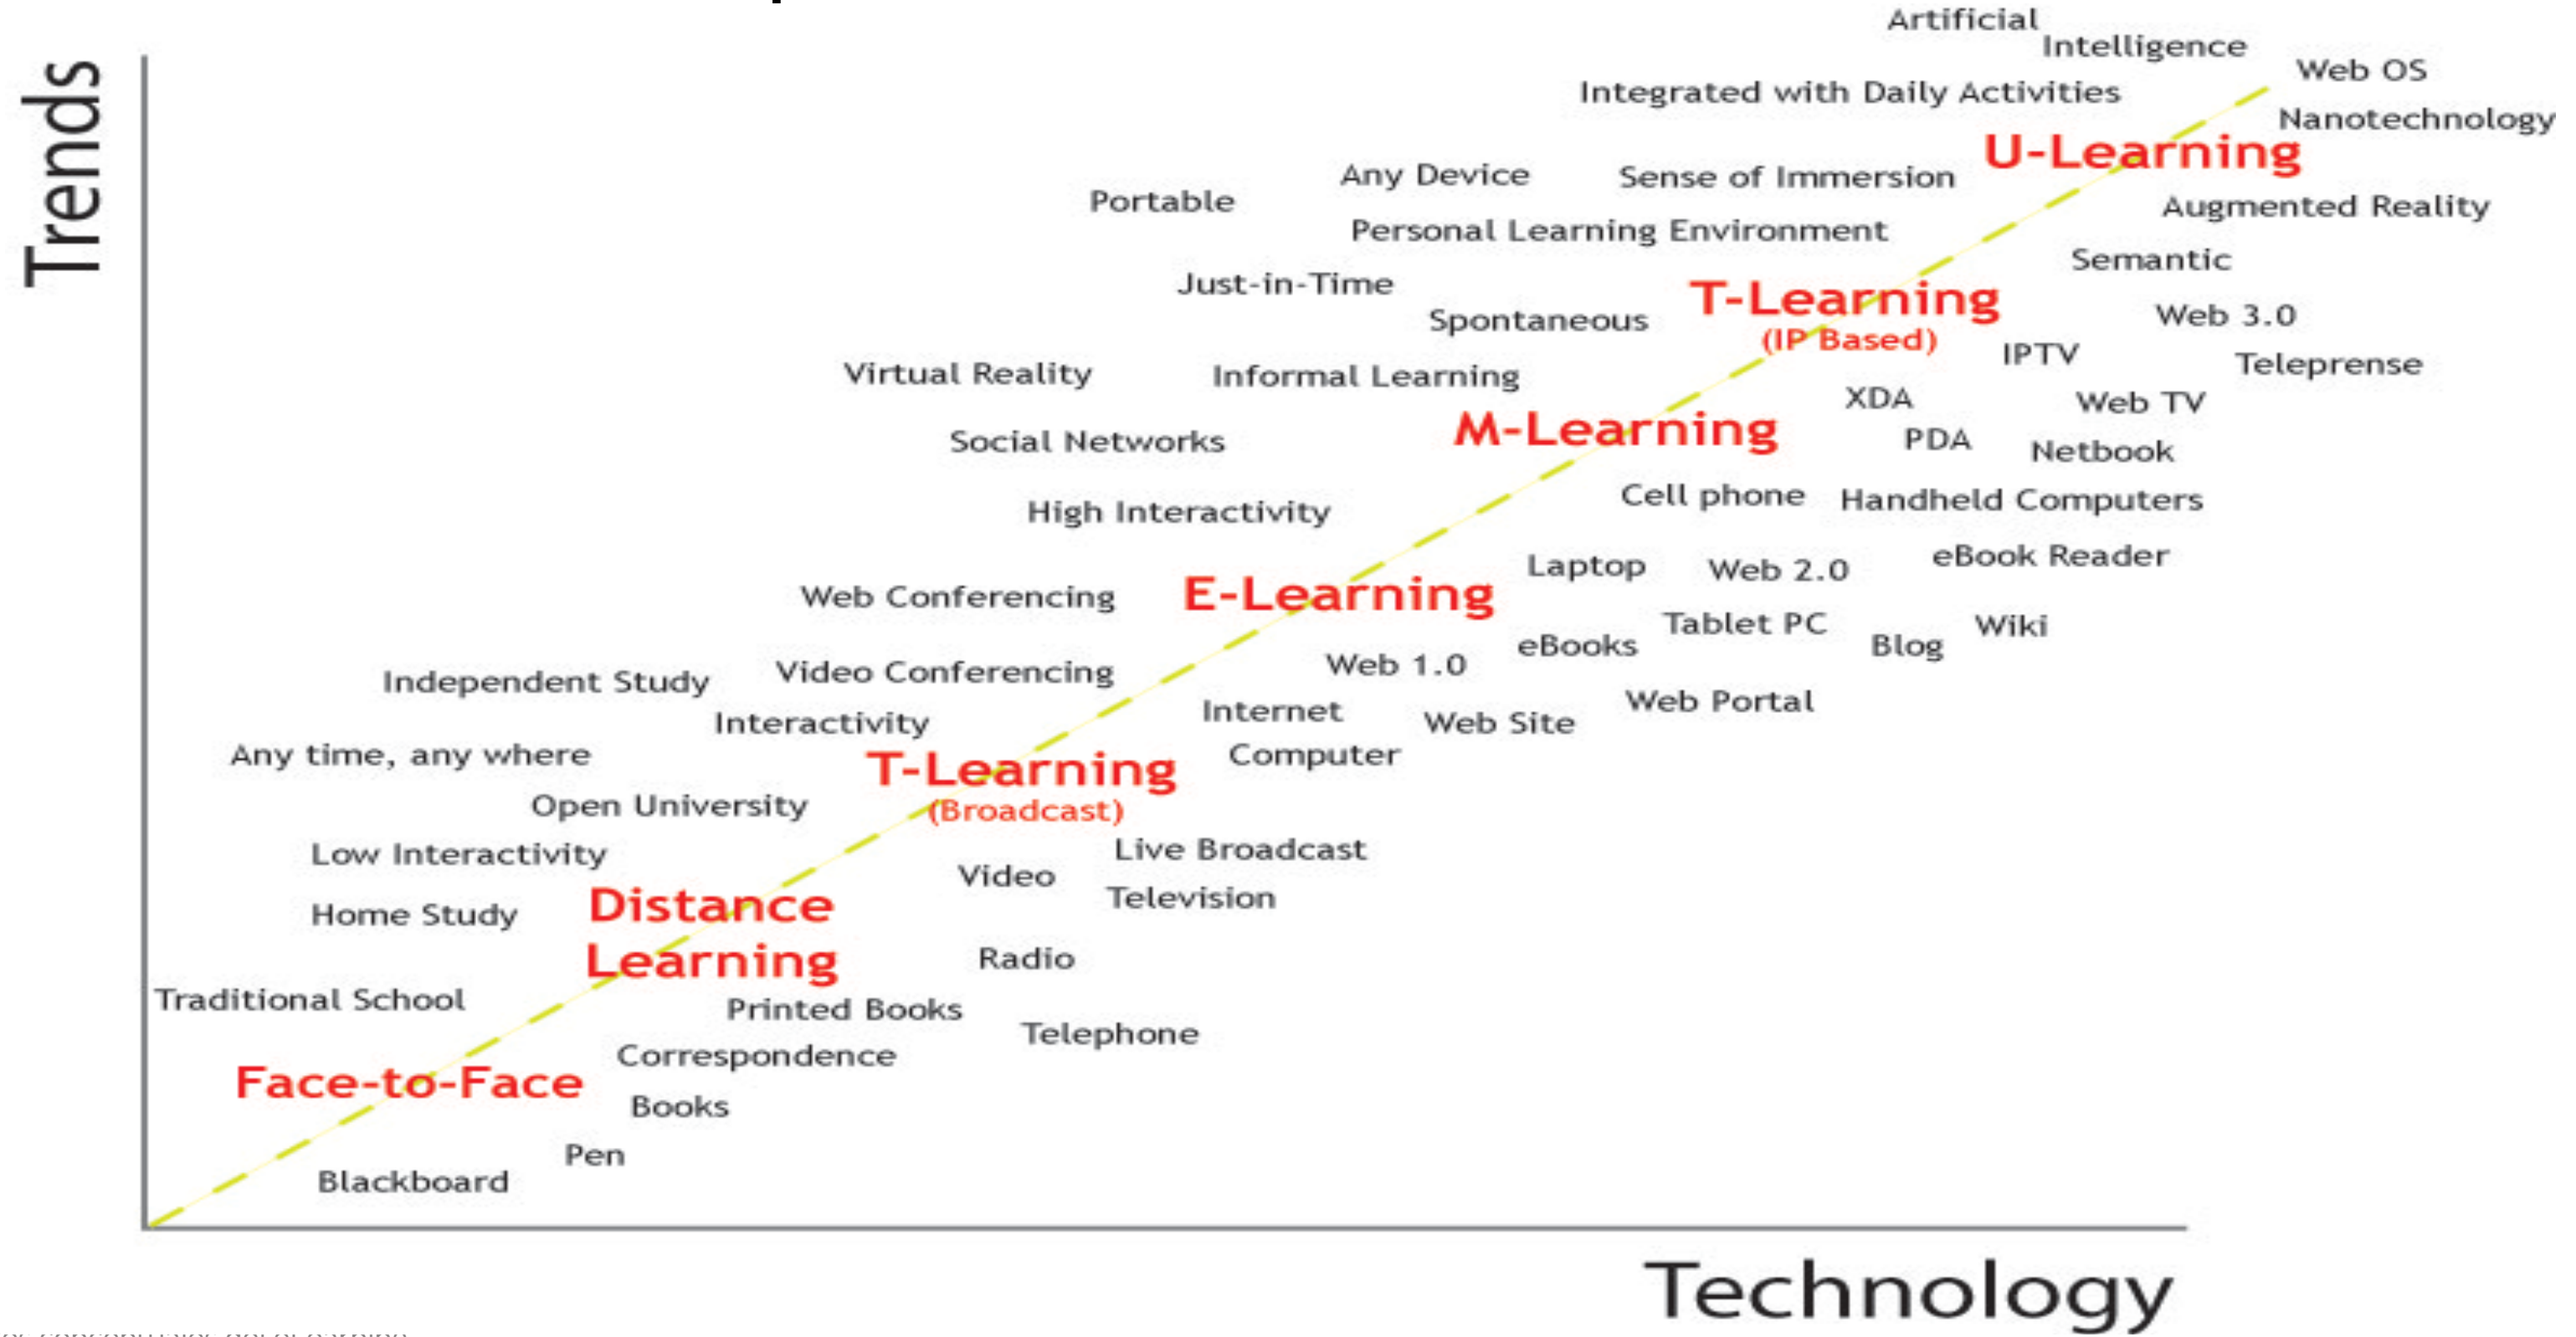 Artificial
Intelligence
Web OS
Trends
Integrated with Daily Activities
Nanotechnology
U-Learning
Any Device
Sense of Immersion
Portable
Augmented Reality
Personal Learning Environment
Semantic
Just-in-Time
T-Learning
Spontaneous
Web 3.0
(IP Based)
IPTV
Teleprense
Virtual Reality
Informal Learning
XDA
Web TV
M-Learning
Social Networks
PDA
Netbook
Cell phone
Handheld Computers
High Interactivity
eBook Reader
Laptop
Web 2.0
E-Learning
Web Conferencing
Tablet PC
Wiki
eBooks
Blog
Web 1.0
Video Conferencing
Independent Study
Web Portal
Internet
Web Site
Interactivity
Any time, any where
Computer
T-Learning
(Broadcast)
Open University
Live Broadcast
Low Interactivity
Video
Television
Distance
Learning
Home Study
Radio
Traditional School
Printed Books
Telephone
Correspondence
Face-to-Face
Books
Pen
Blackboard
Technology